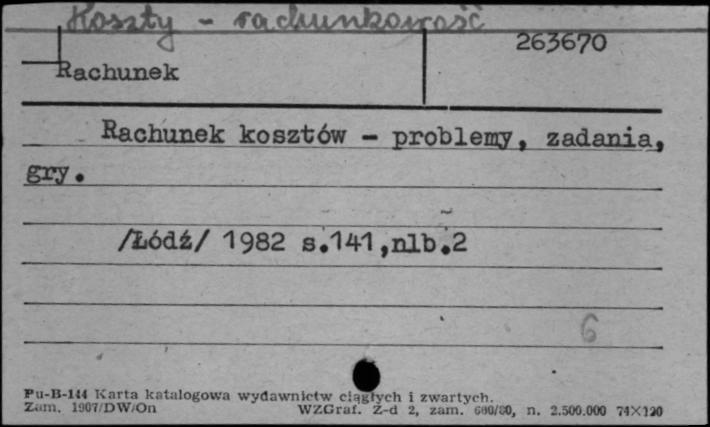 Koszty - rachunkowość
263670
Rachunek
Rachunek kosztów - problemy, zadania,
gry.
/Łódź/ 1982 s.141,nlb.2
6
Pu-B-144 Karta katalogowa wydawnictw ciągłych i zwartych.
Zam. 1907/DW/On WZGraf. Z-d 2, zam. 600/80, n. 2.500.000 74×120